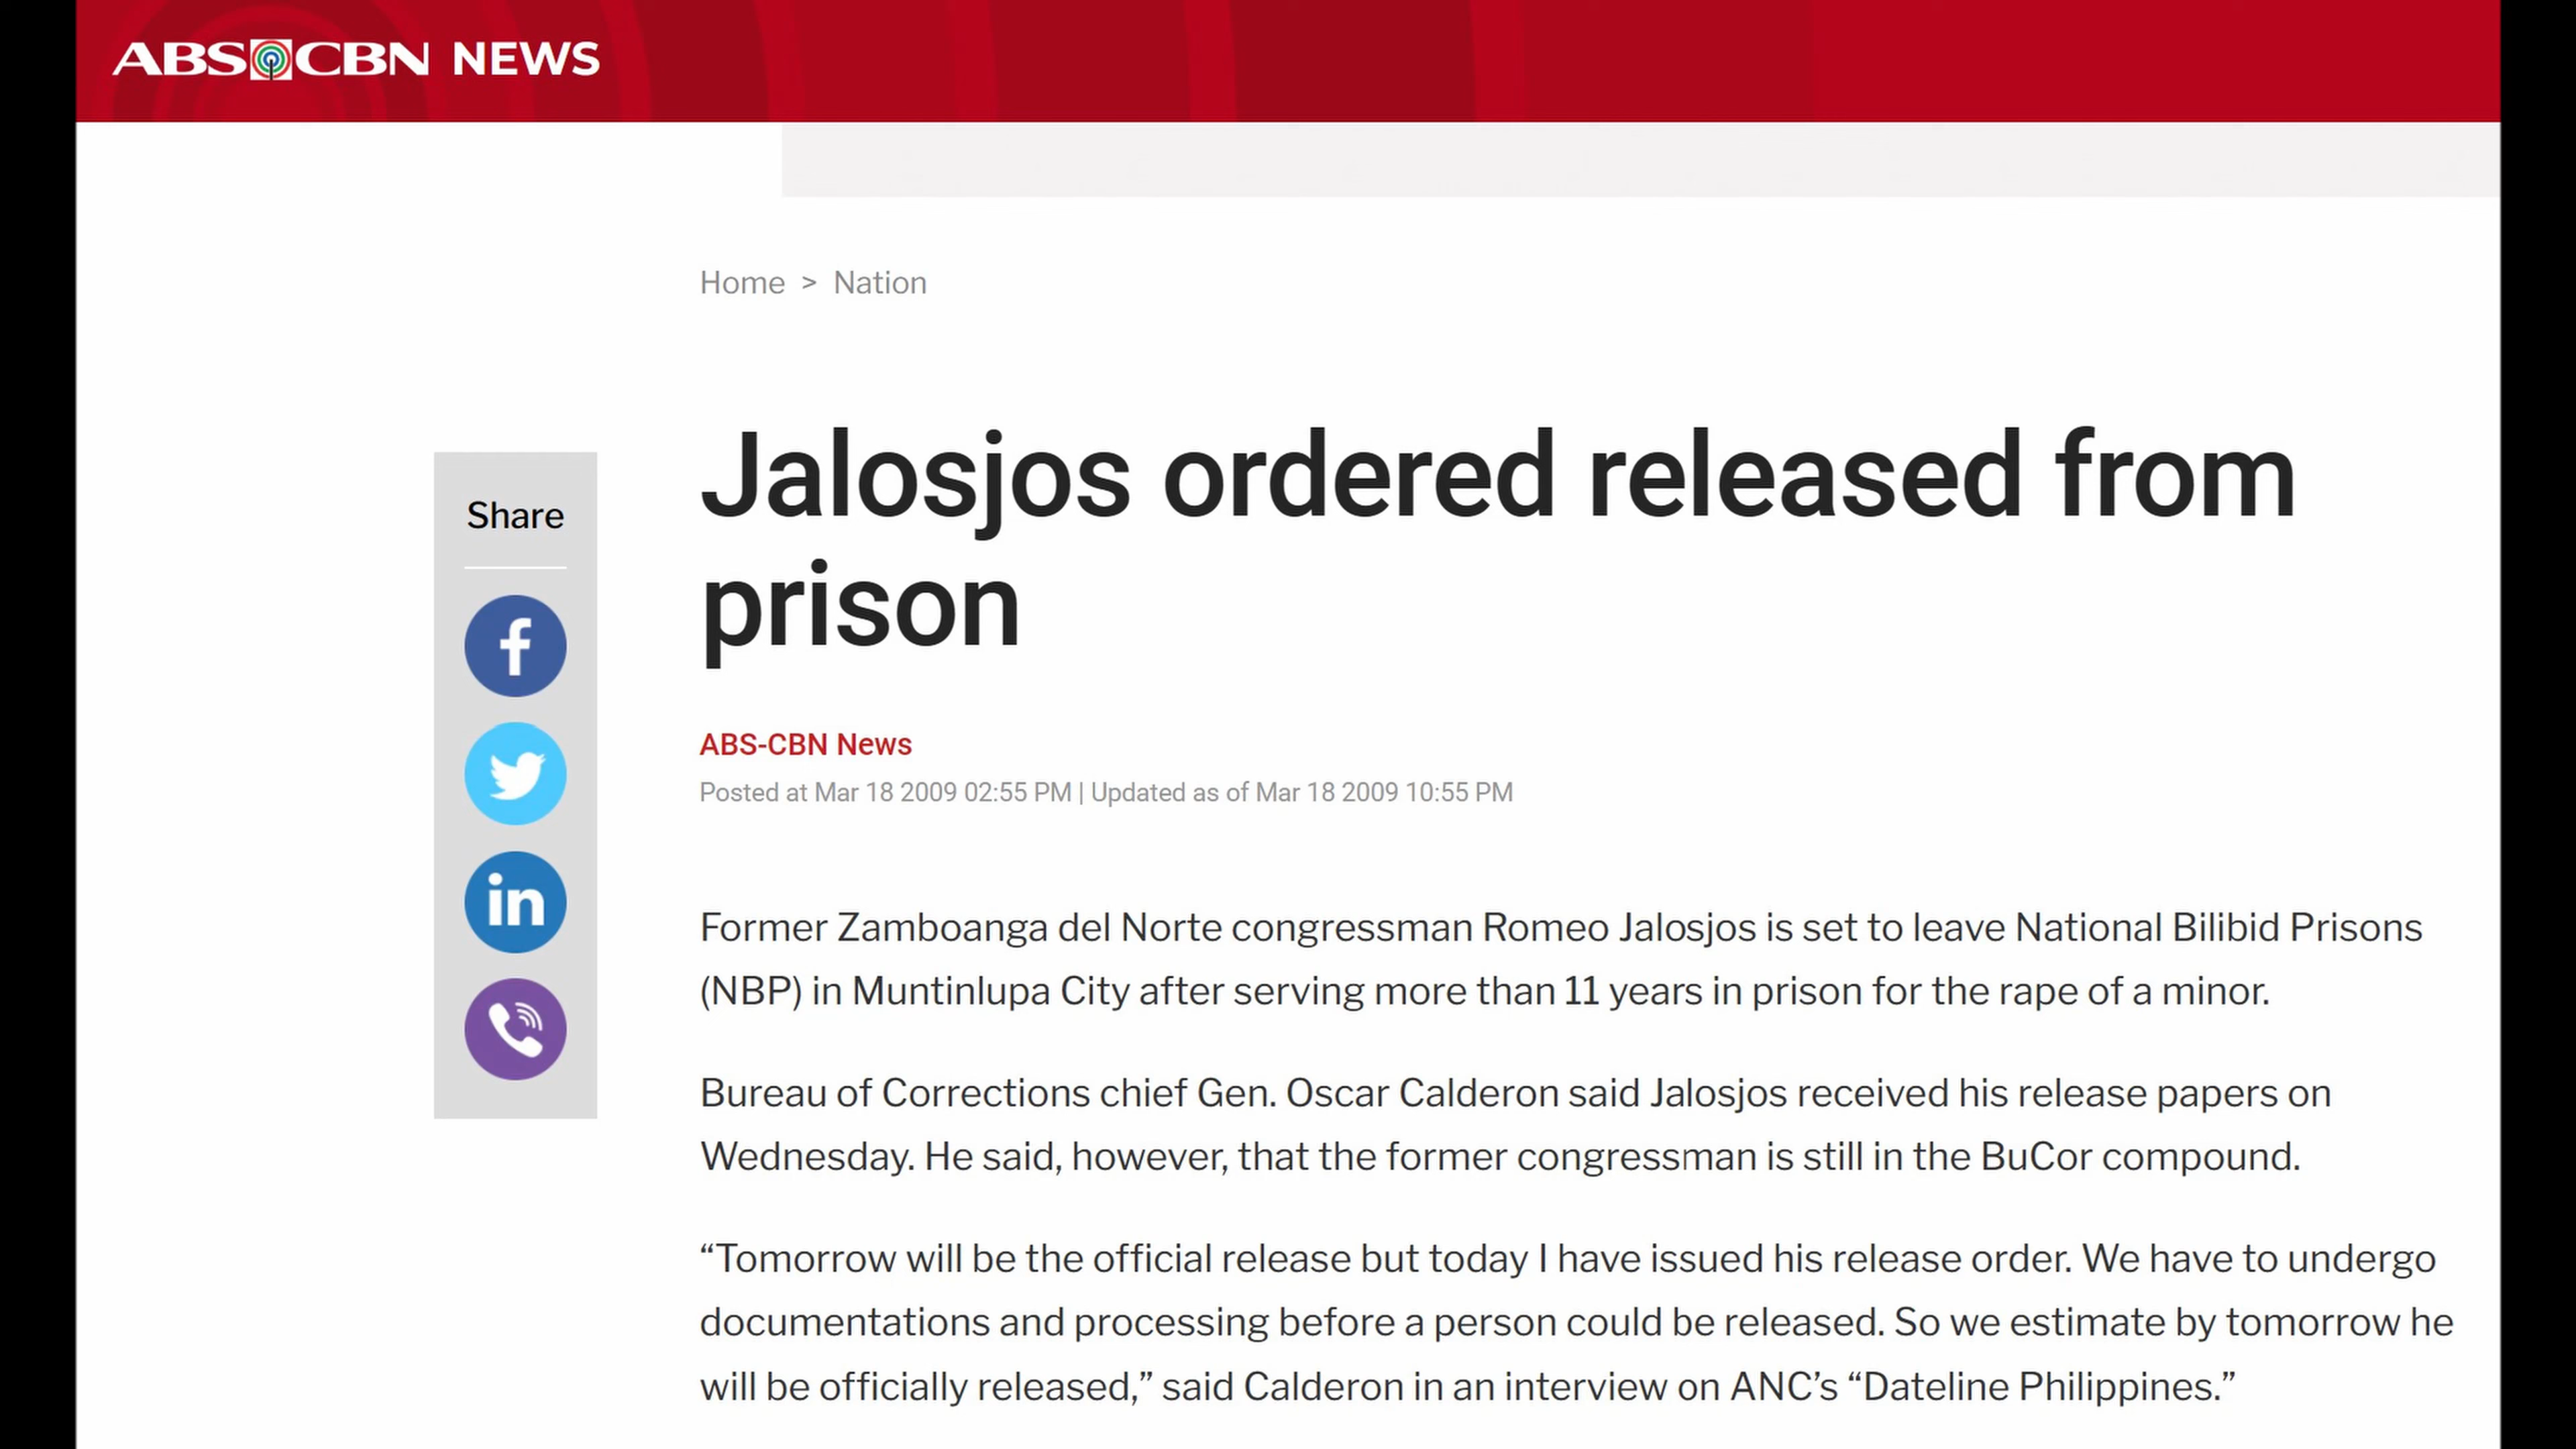 ABS-CBN NEWS
Home > Nation
Jalosjos ordered released from
prison
Share
ABS-CBN News
Posted at Mar 18 2009 02:55 PM | Updated as of Mar 18 2009 10:55 PM
Former Zamboanga del Norte congressman Romeo Jalosjos is set to leave National Bilibid Prisons
(NBP) in Muntinlupa City after serving more than 11 years in prison for the rape of a minor.
Bureau of Corrections chief Gen. Oscar Calderon said Jalosjos received his release papers on
Wednesday. He said, however, that the former congressman is still in the BuCor compound.
“Tomorrow will be the official release but today I have issued his release order. We have to undergo
documentations and processing before a person could be released. So we estimate by tomorrow he
will be officially released,” said Calderon in an interview on ANC’s “Dateline Philippines.”